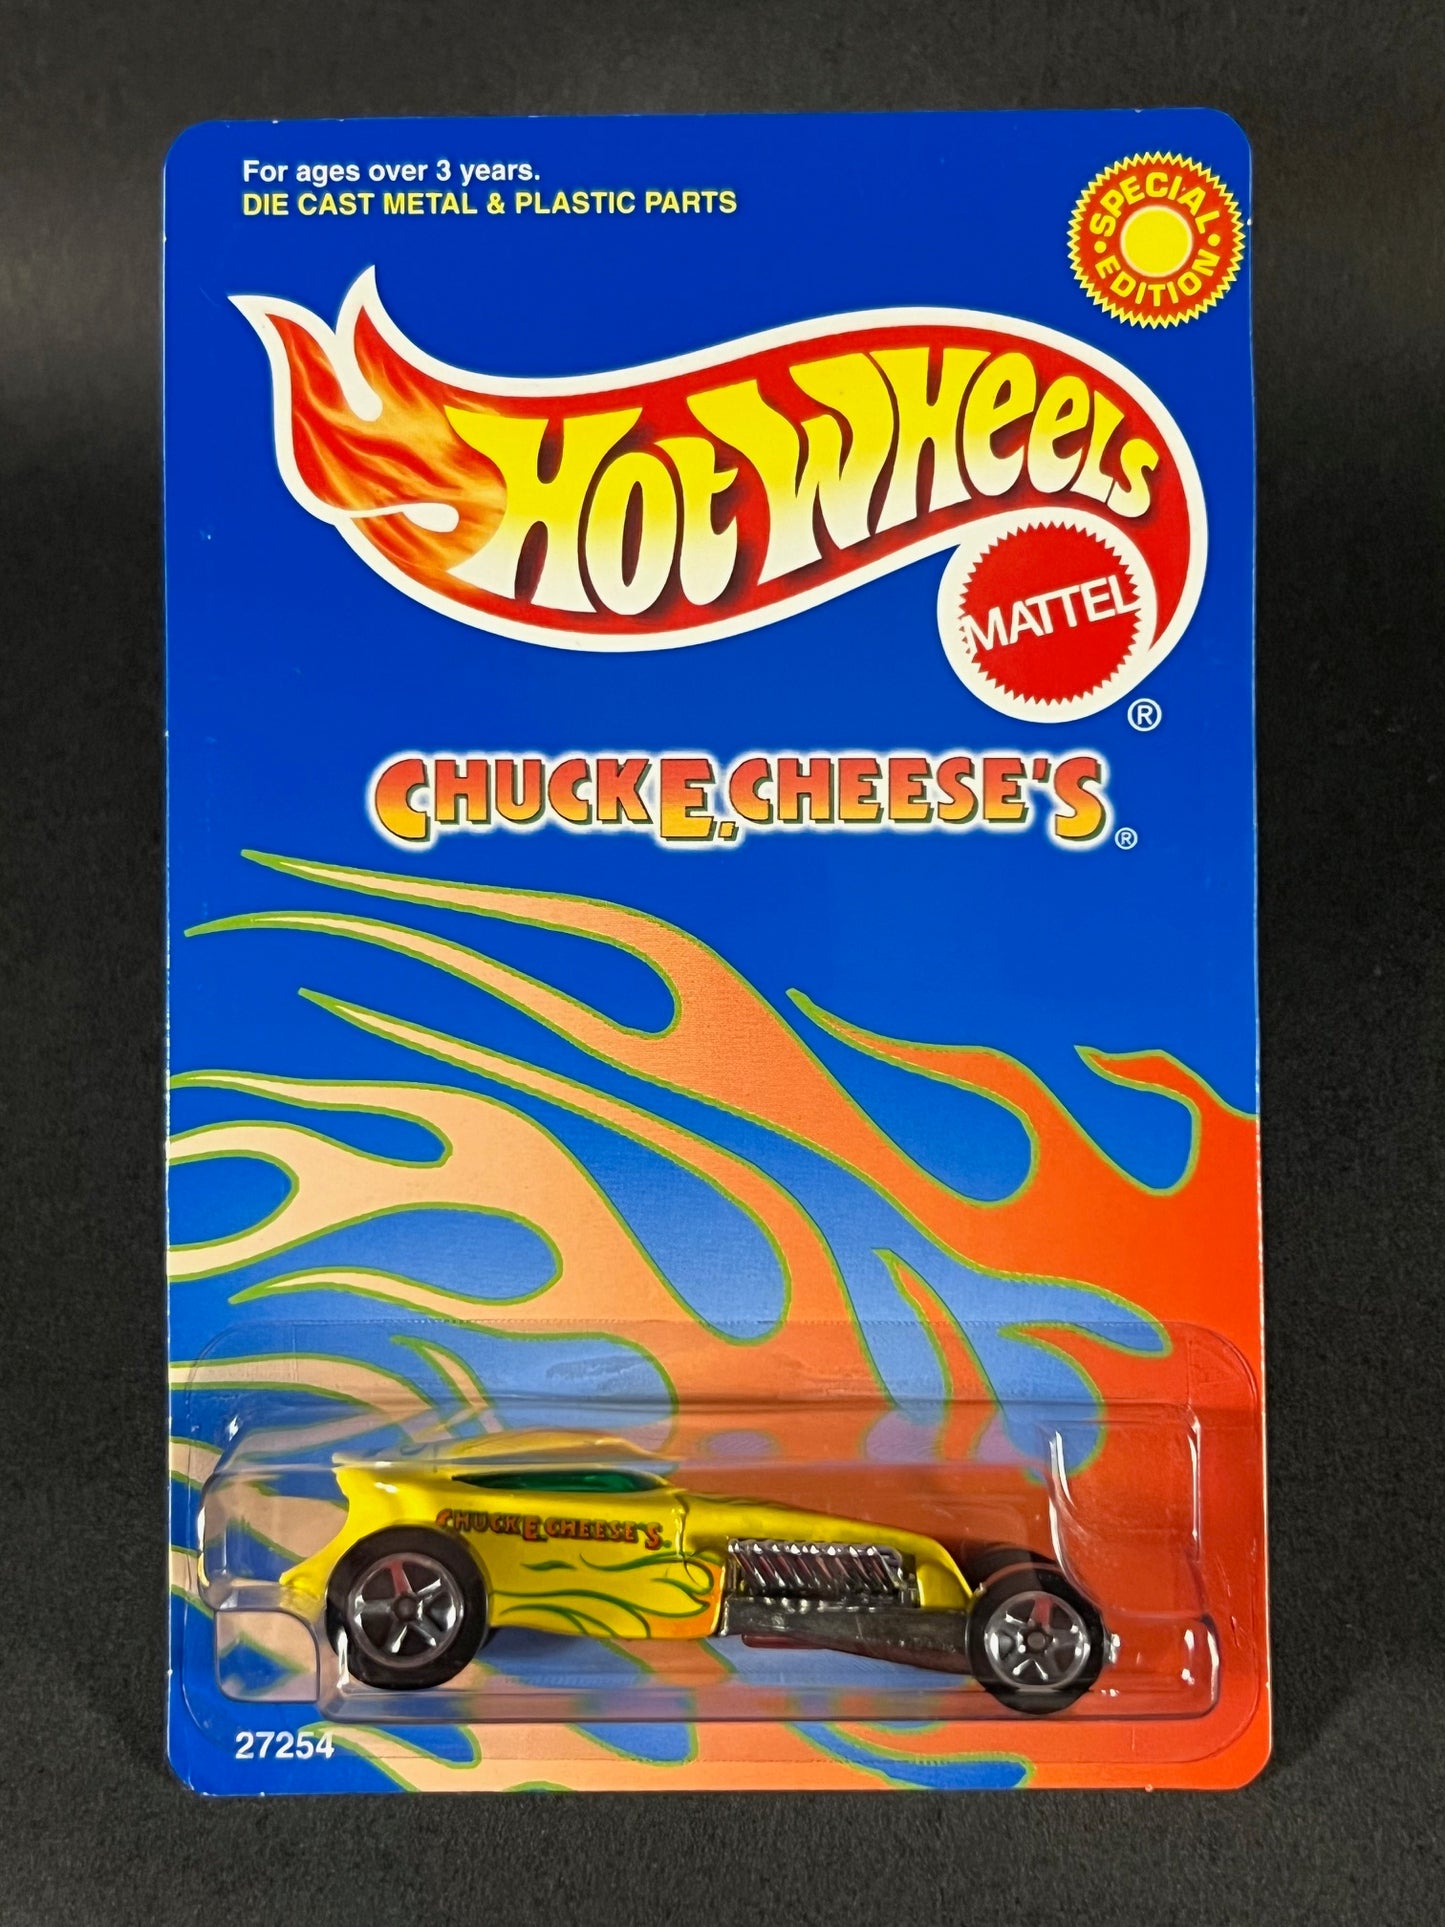 For ages over 3 years.
DIE CAST METAL & PLASTIC PARTS
• SPECIAL •
EDITION
HOT WHEELS
MATTEL
®
CHUCK E. CHEESE'S
®
CHUCK E. CHEESE'S
27254